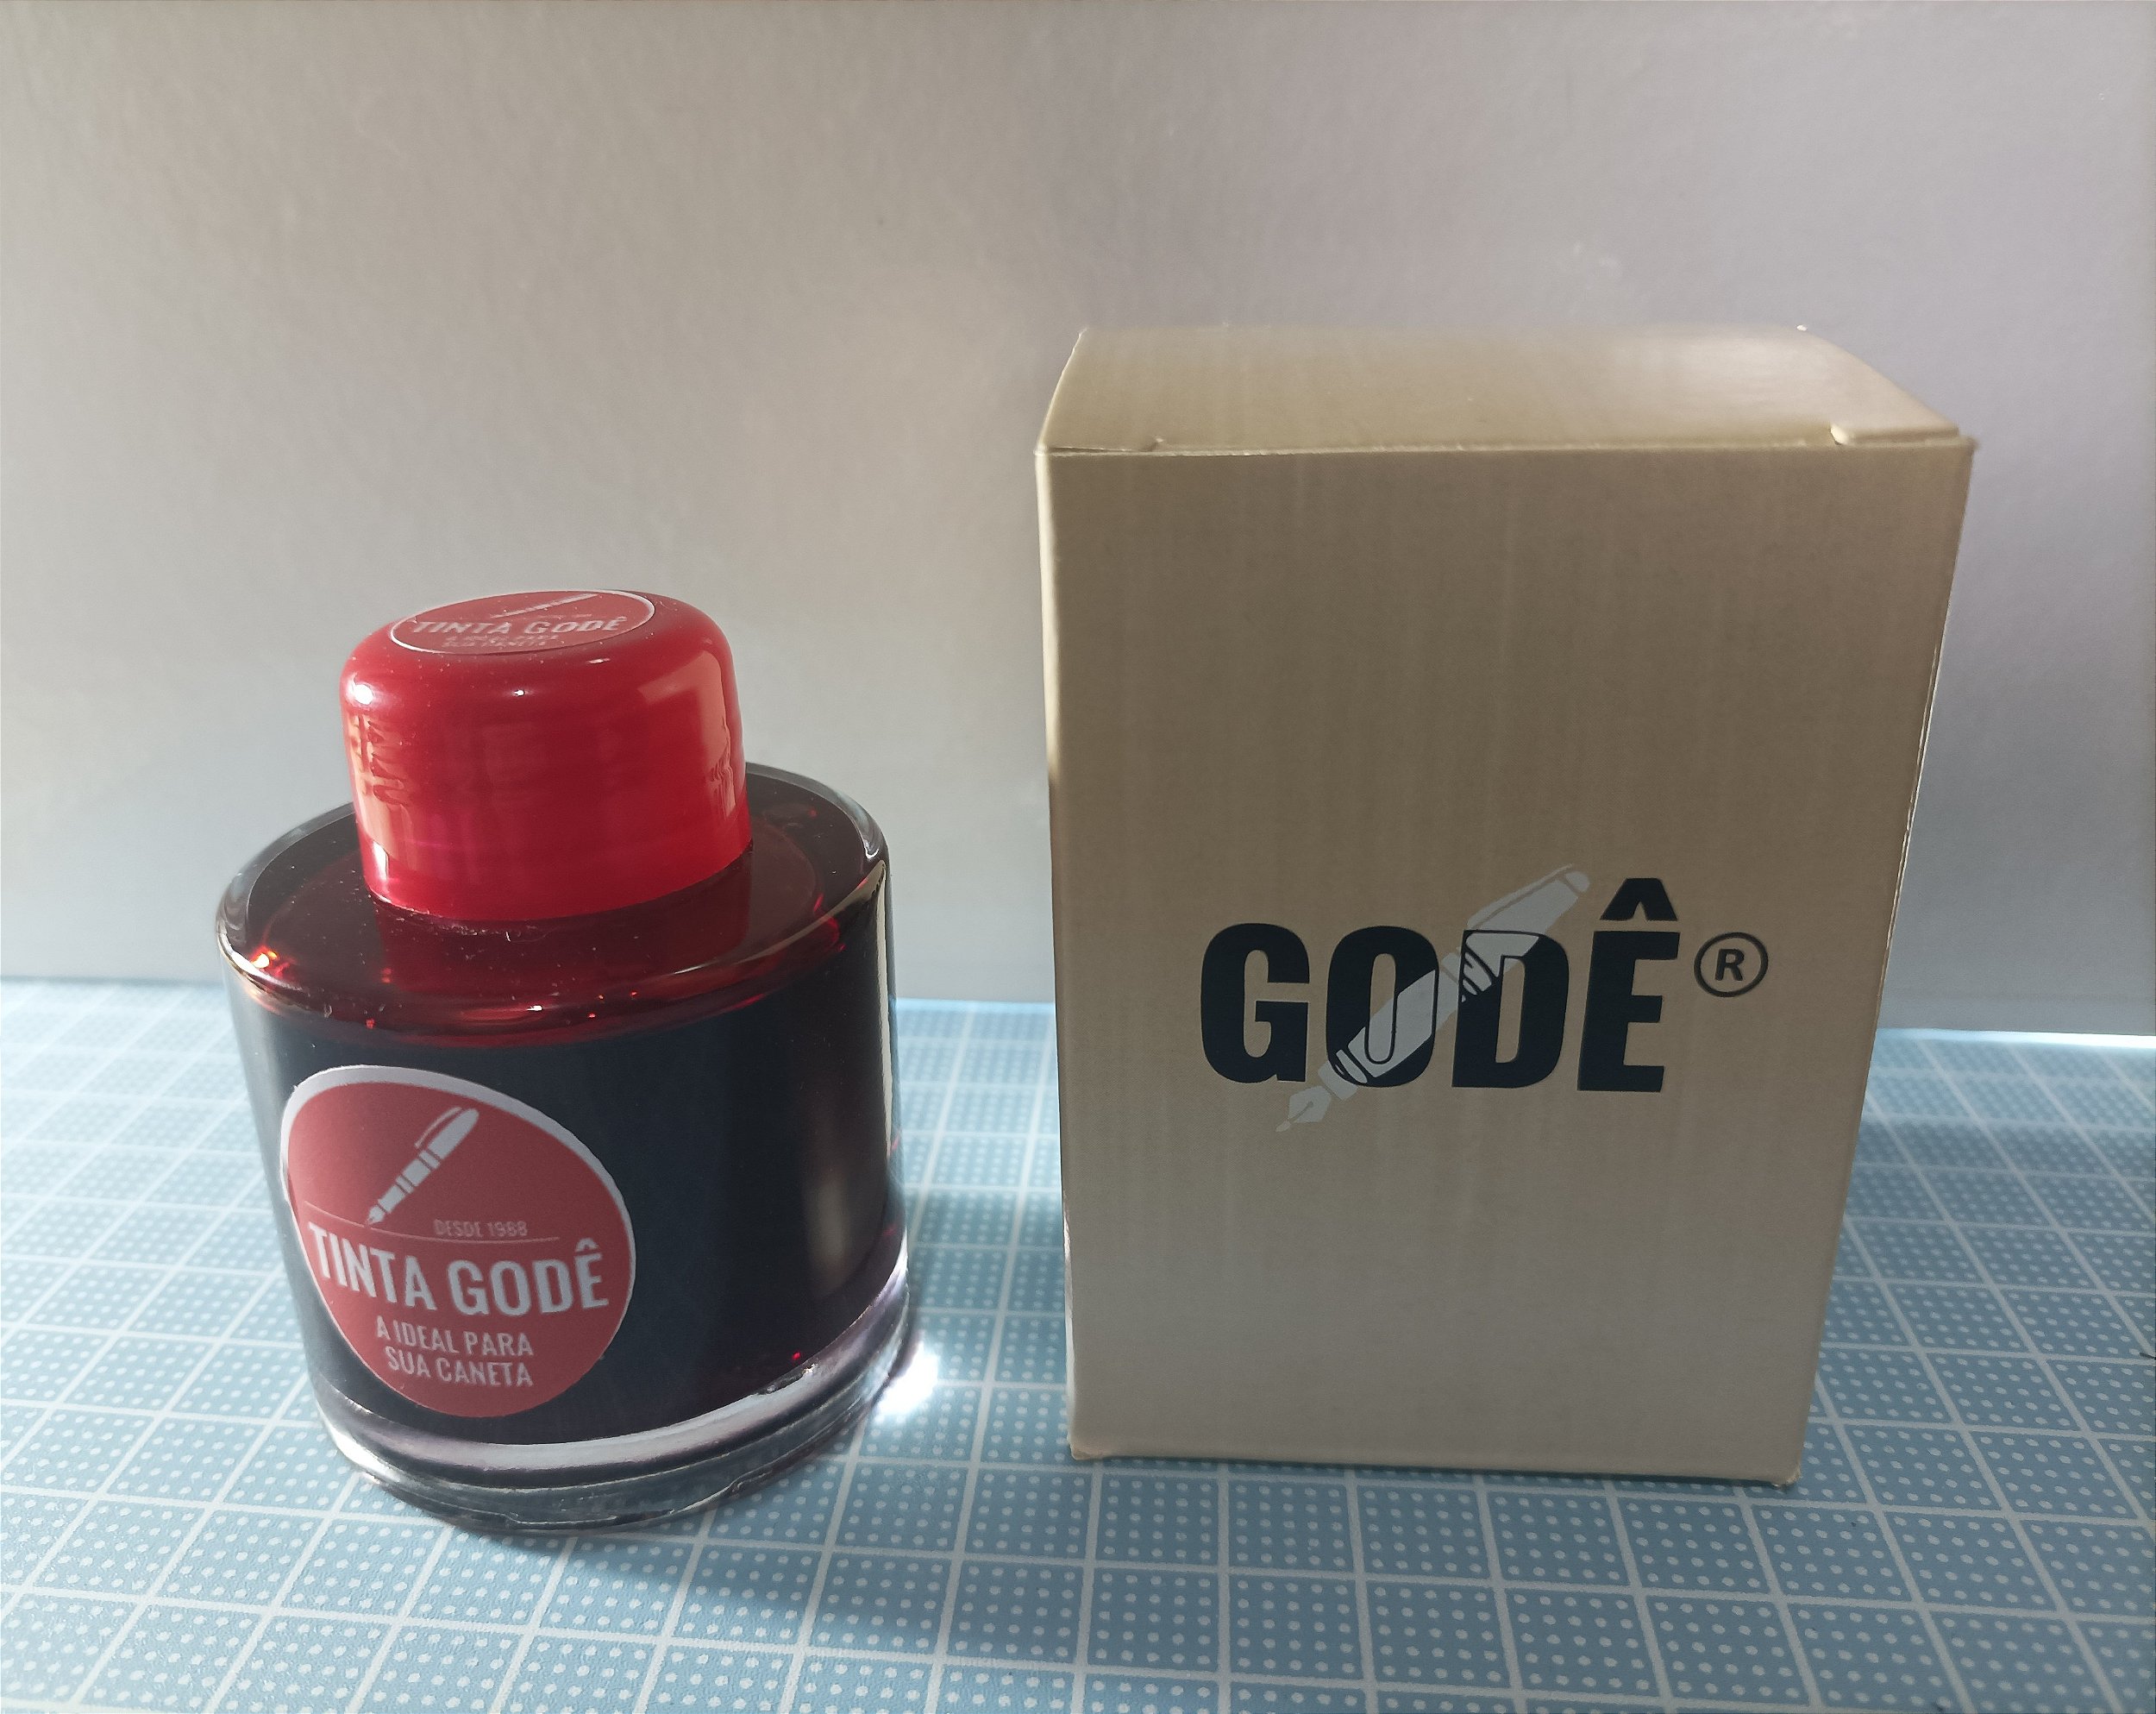 TINTA GODÊ
DESDE 1988
TINTA GODÊ
A IDEAL PARA
SUA CANETA
GODÊ®